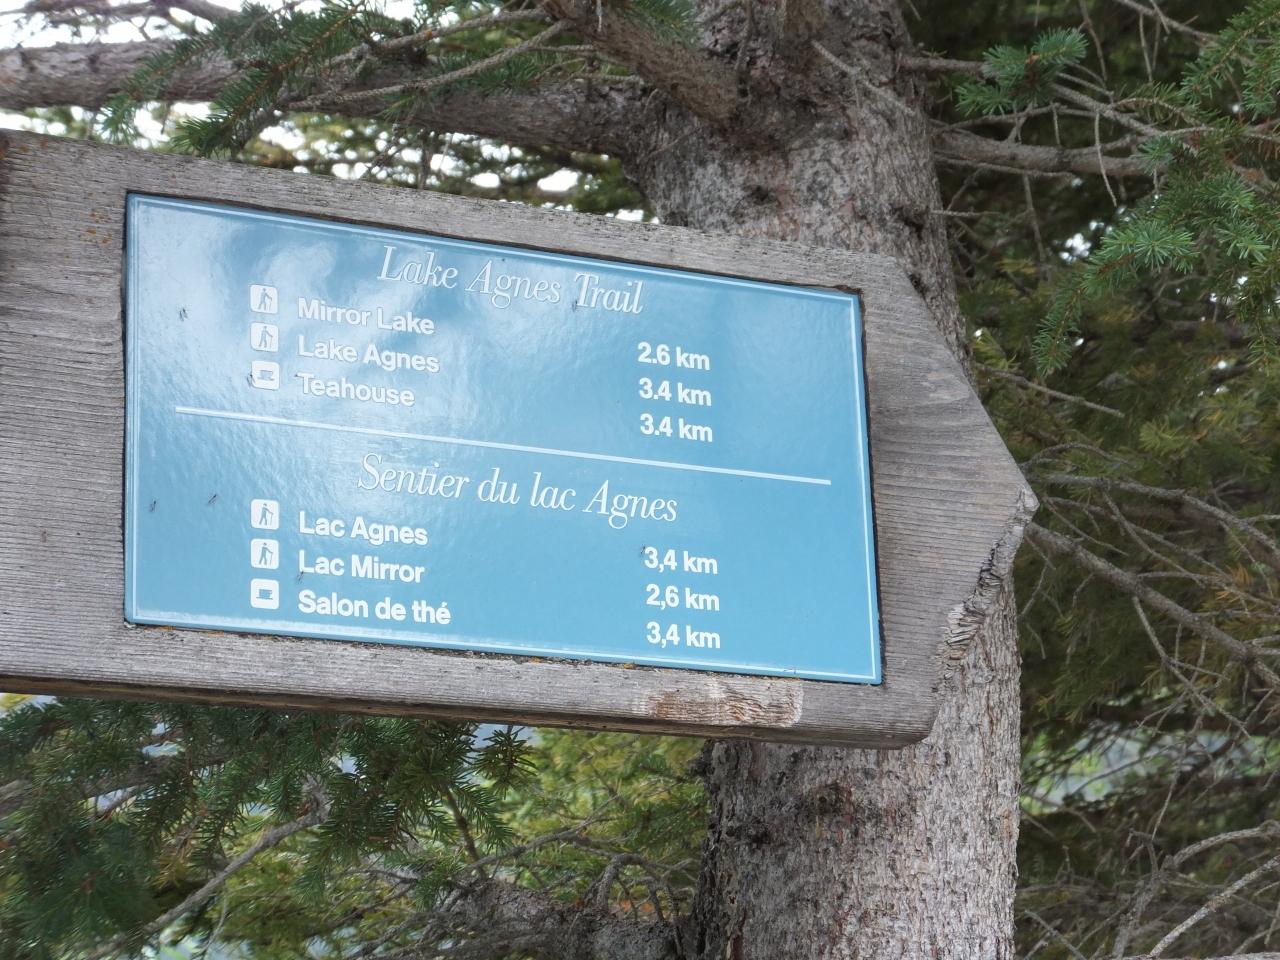 Lake Agnes Trail
Mirror Lake 2.6 km
Lake Agnes 3.4 km
Teahouse 3.4 km
Sentier du lac Agnes
Lac Agnes 3,4 km
Lac Mirror 2,6 km
Salon de thé 3,4 km